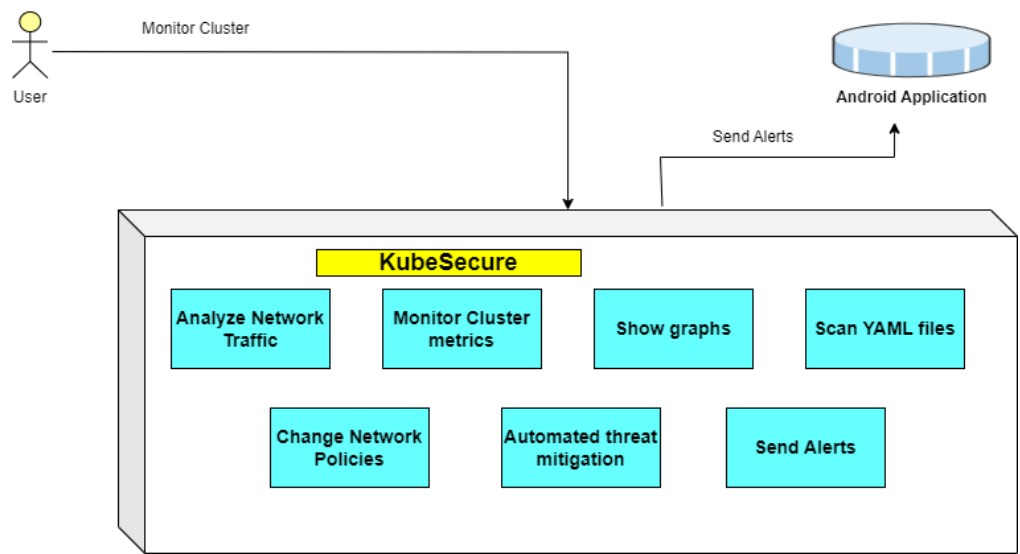 Monitor Cluster
User
Android Application
Send Alerts
KubeSecure
Analyze Network
Traffic
Monitor Cluster
metrics
Show graphs
Scan YAML files
Change Network
Policies
Automated threat
mitigation
Send Alerts